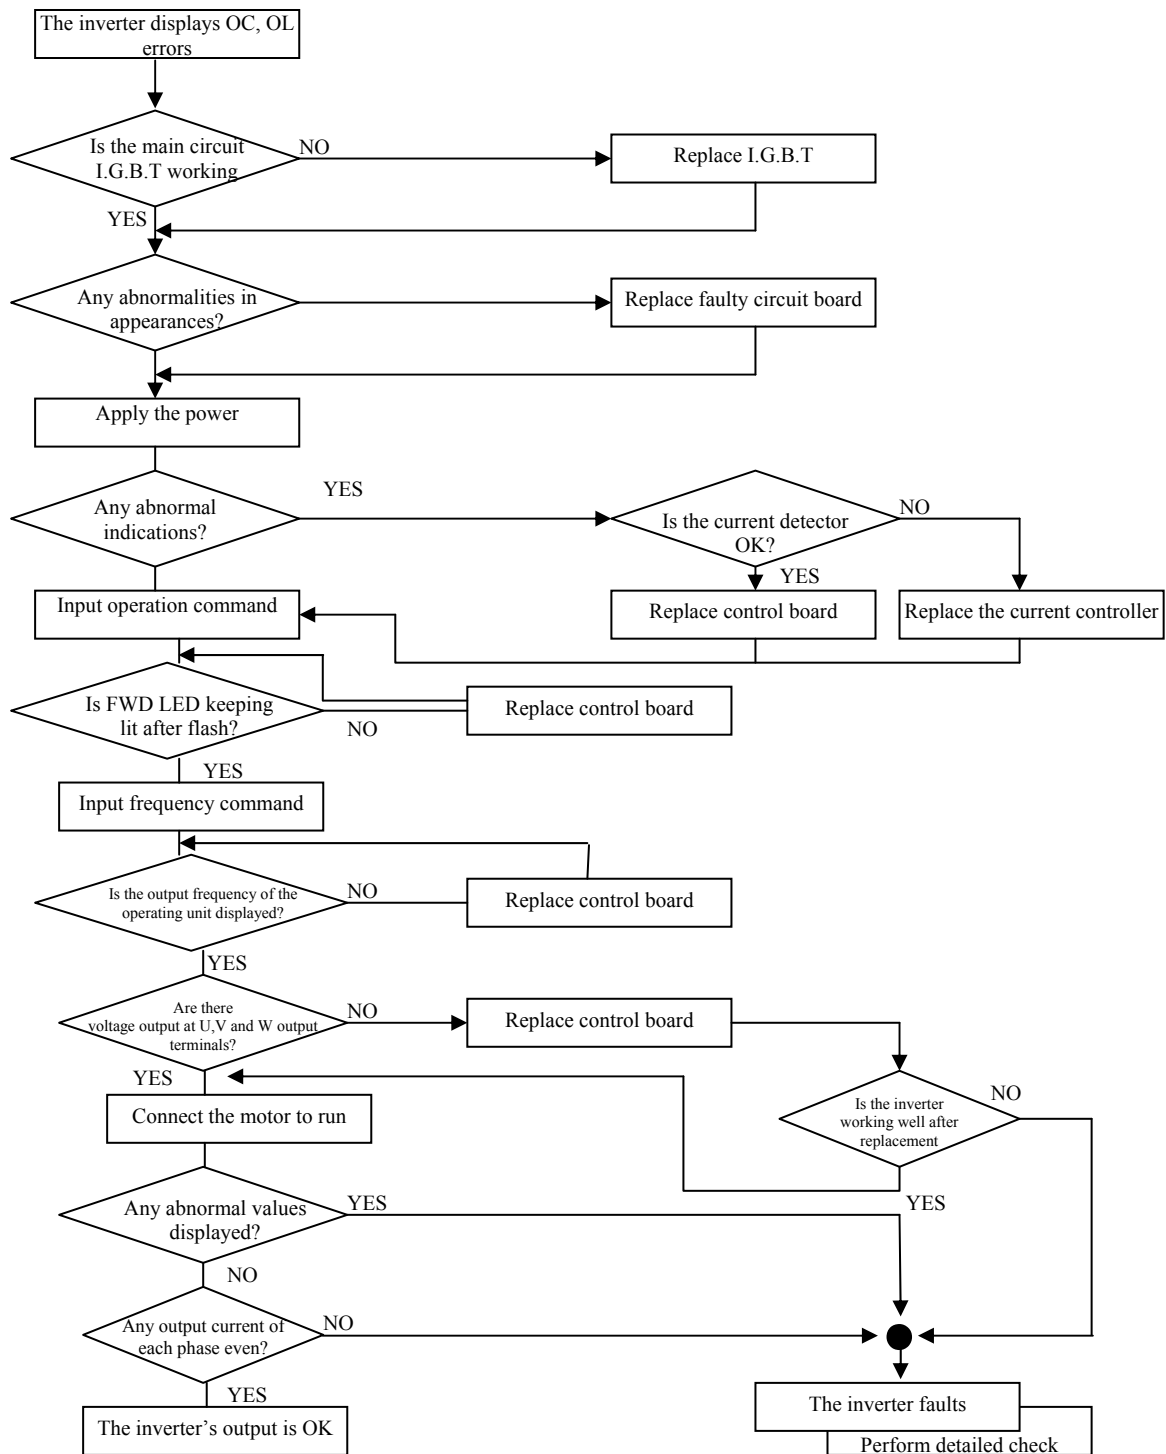 The inverter displays OC, OL
errors
Is the main circuit
I.G.B.T working
NO
Replace I.G.B.T
YES
Any abnormalities in
appearances?
Replace faulty circuit board
Apply the power
Any abnormal
indications?
YES
Is the current detector
OK?
NO
YES
Input operation command
Replace control board
Replace the current controller
Is FWD LED keeping
lit after flash?
NO
Replace control board
YES
Input frequency command
Is the output frequency of the
operating unit displayed?
NO
Replace control board
YES
Are there
voltage output at U,V and W output
terminals?
NO
Replace control board
YES
Connect the motor to run
Is the inverter
working well after
replacement
NO
YES
Any abnormal values
displayed?
YES
NO
Any output current of
each phase even?
NO
YES
The inverter’s output is OK
The inverter faults
Perform detailed check